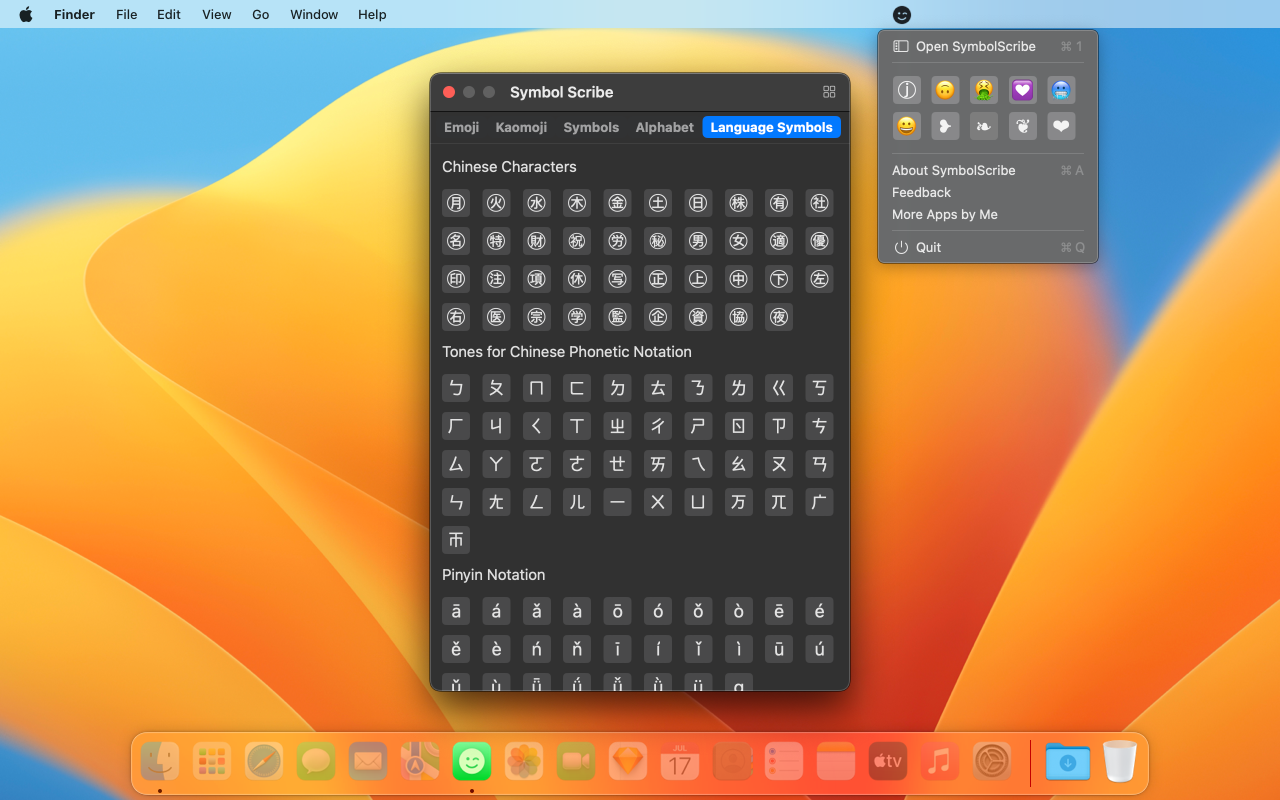 Finder File Edit View Go Window Help
Open SymbolScribe ⌘ 1
ⓙ 🙃 🤮 💟 🥶
😀 ❥ ❧ ❦ ❤
About SymbolScribe ⌘ A
Feedback
More Apps by Me
Quit ⌘ Q
Symbol Scribe
Emoji Kaomoji Symbols Alphabet Language Symbols
Chinese Characters
㊊ ㊋ ㊌ ㊍ ㊎ ㊏ ㊐ ㊑ ㊒ ㊓
㊔ ㊕ ㊖ ㊗ ㊘ ㊙ ㊚ ㊛ ㊜ ㊝
㊞ ㊟ ㊠ ㊡ ㊢ ㊣ ㊤ ㊥ ㊦ ㊧
㊨ ㊩ ㊪ ㊫ ㊬ ㊭ ㊮ ㊯ ㊰
Tones for Chinese Phonetic Notation
ㄅ ㄆ ㄇ ㄈ ㄉ ㄊ ㄋ ㄌ ㄍ ㄎ
ㄏ ㄐ ㄑ ㄒ ㄓ ㄔ ㄕ ㄖ ㄗ ㄘ
ㄙ ㄚ ㄛ ㄜ ㄝ ㄞ ㄟ ㄠ ㄡ ㄢ
ㄣ ㄤ ㄥ ㄦ ㄧ ㄨ ㄩ ㄪ ㄫ ㄬ
ㄭ
Pinyin Notation
ā á ǎ à ō ó ǒ ò ē é
ě è ń ň ī í ǐ ì ū ú
ǔ ù ǖ ǘ ǚ ǜ ü ɑ
JUL
17
tv